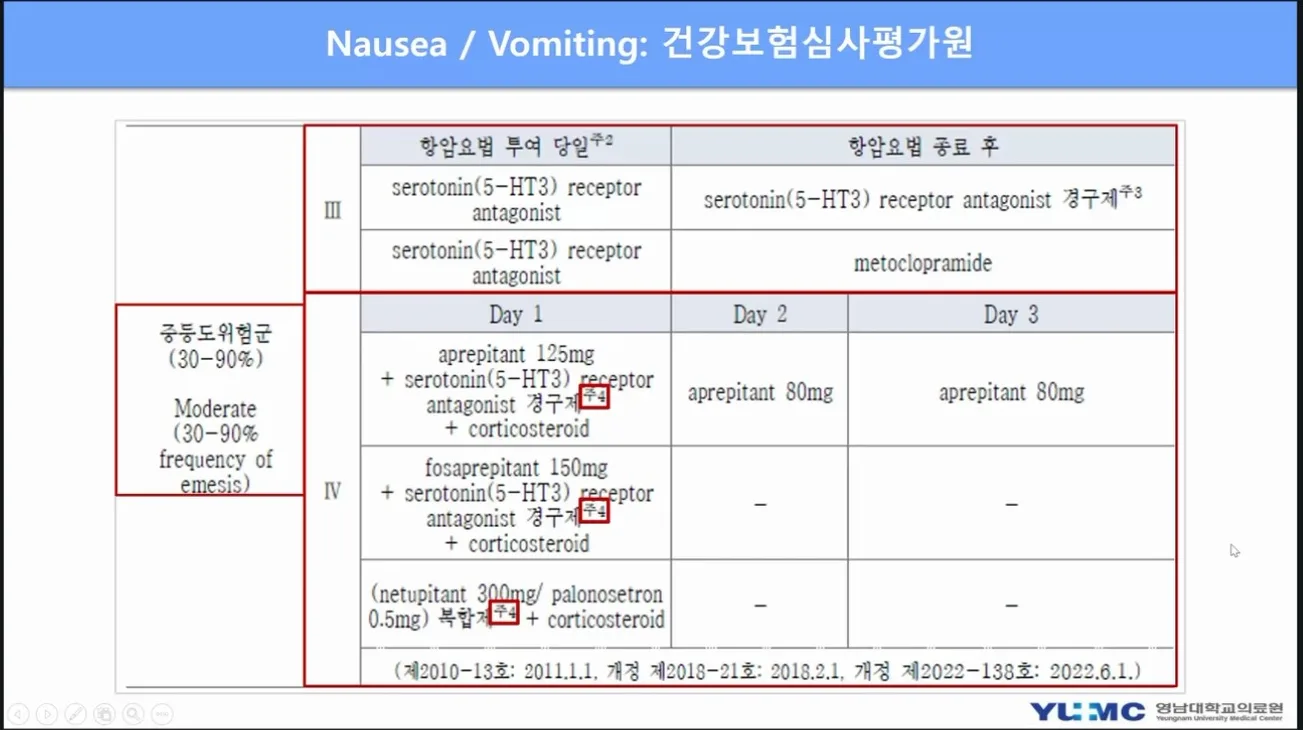 Nausea / Vomiting: 건강보험심사평가원
항암요법 투여 당일주2
항암요법 종료 후
Ⅲ
serotonin(5-HT3) receptor
antagonist
serotonin(5-HT3) receptor antagonist 경구제주3
serotonin(5-HT3) receptor
antagonist
metoclopramide
중등도위험군
(30-90%)
Moderate
(30-90%
frequency of
emesis)
Ⅳ
Day 1
Day 2
Day 3
aprepitant 125mg
+ serotonin(5-HT3) receptor
antagonist 경구제주4
+ corticosteroid
aprepitant 80mg
aprepitant 80mg
fosaprepitant 150mg
+ serotonin(5-HT3) receptor
antagonist 경구제주4
+ corticosteroid
-
-
(netupitant 300mg/ palonosetron
0.5mg) 복합제주4 + corticosteroid
-
-
(제2010-13호: 2011.1.1, 개정 제2018-21호: 2018.2.1, 개정 제2022-138호: 2022.6.1.)
YUMC 영남대학교의료원
Yeungnam University Medical Center